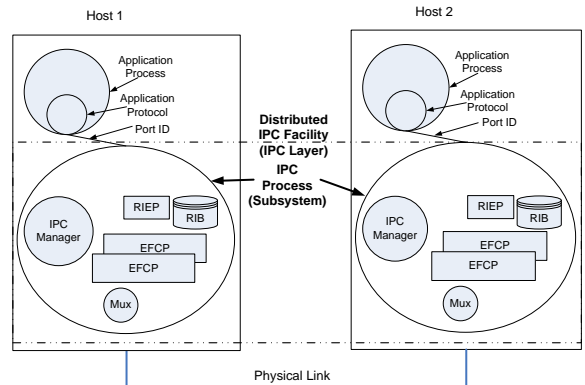 Host 1
Host 2
Application
Process
Application
Protocol
Port ID
Application
Process
Application
Protocol
Port ID
Distributed
IPC Facility
(IPC Layer)
IPC
Process
(Subsystem)
IPC
Manager
RIEP
RIB
EFCP
EFCP
Mux
IPC
Manager
RIEP
RIB
EFCP
EFCP
Mux
Physical Link